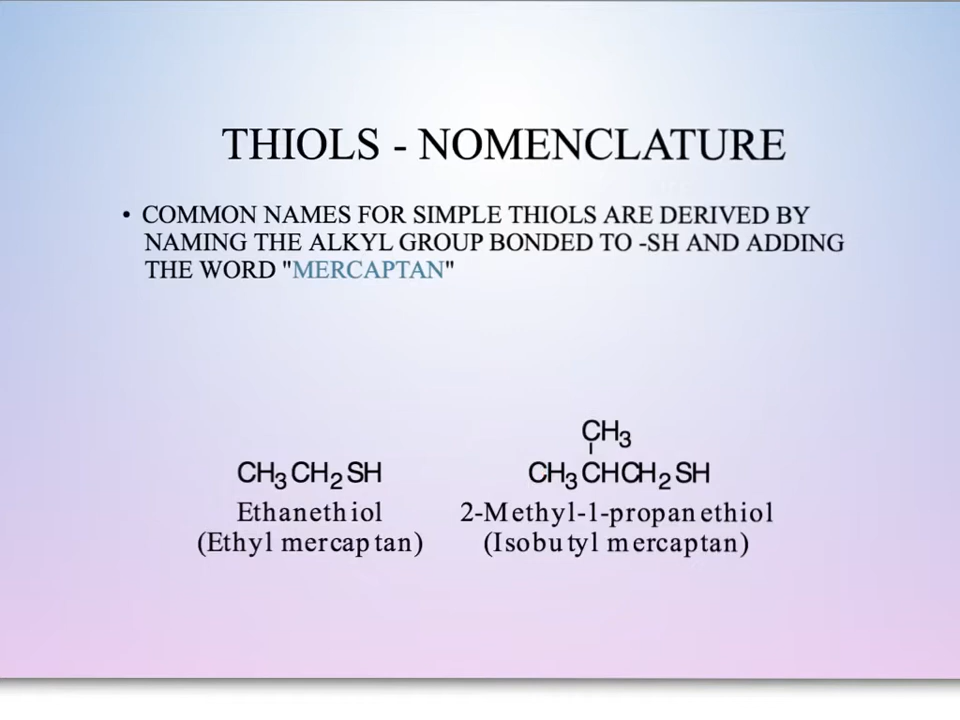 THIOLS - NOMENCLATURE
• COMMON NAMES FOR SIMPLE THIOLS ARE DERIVED BY
NAMING THE ALKYL GROUP BONDED TO -SH AND ADDING
THE WORD "MERCAPTAN"
CH3
CH3CH2SH CH3CHCH2SH
Ethanethiol 2-Methyl-1-propanethiol
(Ethyl mercaptan) (Isobutyl mercaptan)